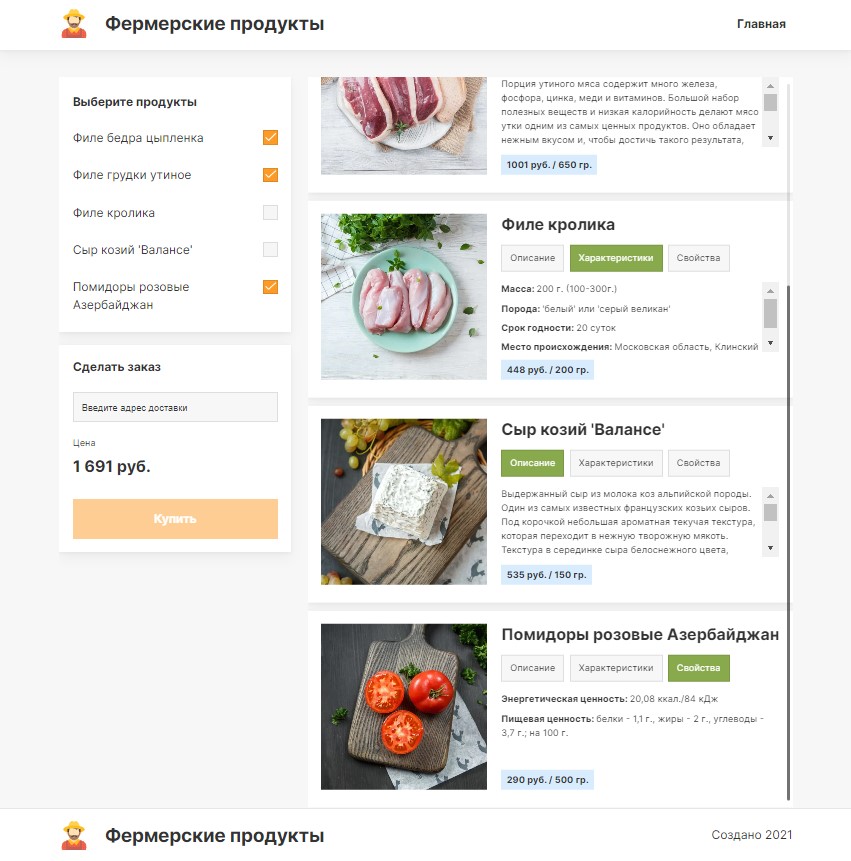 Фермерские продукты
Главная
Выберите продукты
Филе бедра цыпленка
Филе грудки утиное
Филе кролика
Сыр козий 'Валансе'
Помидоры розовые
Азербайджан
Сделать заказ
Введите адрес доставки
Цена
1 691 руб.
Купить
Порция утиного мяса содержит много железа,
фосфора, цинка, меди и витаминов. Большой набор
полезных веществ и низкая калорийность делают мясо
утки одним из самых ценных продуктов. Оно обладает
нежным вкусом и, чтобы достичь такого результата,
1001 руб. / 650 гр.
Филе кролика
Описание
Характеристики
Свойства
Масса: 200 г. (100-300г.)
Порода: 'белый' или 'серый великан'
Срок годности: 20 суток
Место происхождения: Московская область, Клинский
448 руб. / 200 гр.
Сыр козий 'Валансе'
Описание
Характеристики
Свойства
Выдержанный сыр из молока коз альпийской породы.
Один из самых известных французских козьих сыров.
Под корочкой небольшая ароматная текучая текстура,
которая переходит в нежную творожную мякоть.
Текстура в серединке сыра белоснежного цвета,
535 руб. / 150 гр.
Помидоры розовые Азербайджан
Описание
Характеристики
Свойства
Энергетическая ценность: 20,08 ккал./84 кДж
Пищевая ценность: белки - 1,1 г., жиры - 2 г., углеводы -
3,7 г.; на 100 г.
290 руб. / 500 гр.
Фермерские продукты
Создано 2021